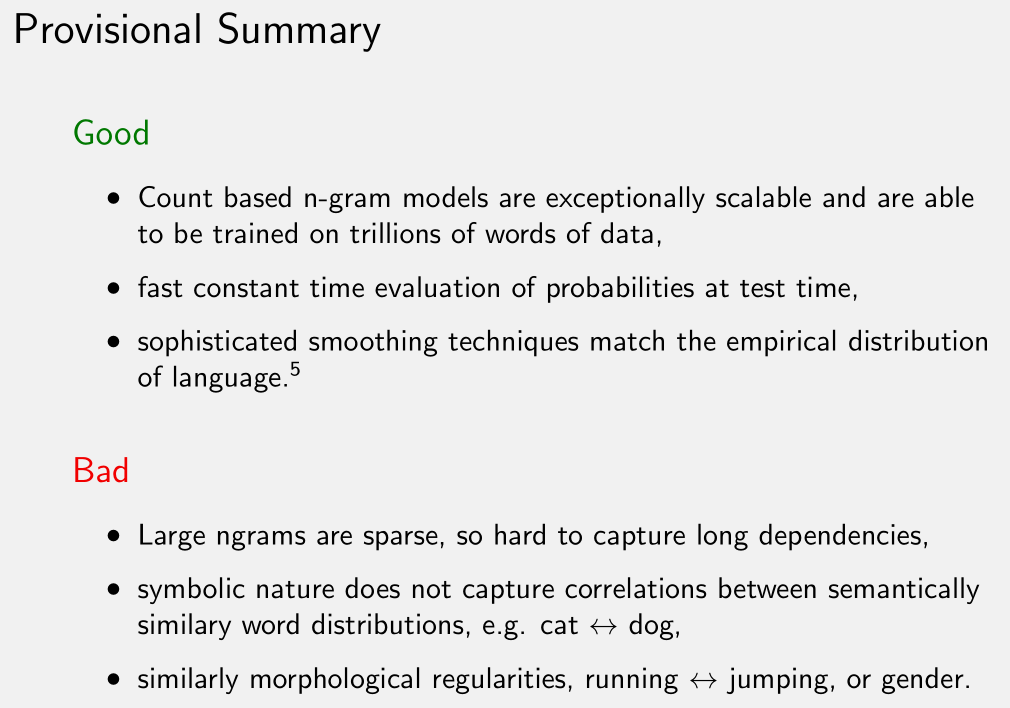 Provisional Summary
Good
• Count based n-gram models are exceptionally scalable and are able
to be trained on trillions of words of data,
• fast constant time evaluation of probabilities at test time,
• sophisticated smoothing techniques match the empirical distribution
of language.⁵
Bad
• Large ngrams are sparse, so hard to capture long dependencies,
• symbolic nature does not capture correlations between semantically
similary word distributions, e.g. cat ↔ dog,
• similarly morphological regularities, running ↔ jumping, or gender.